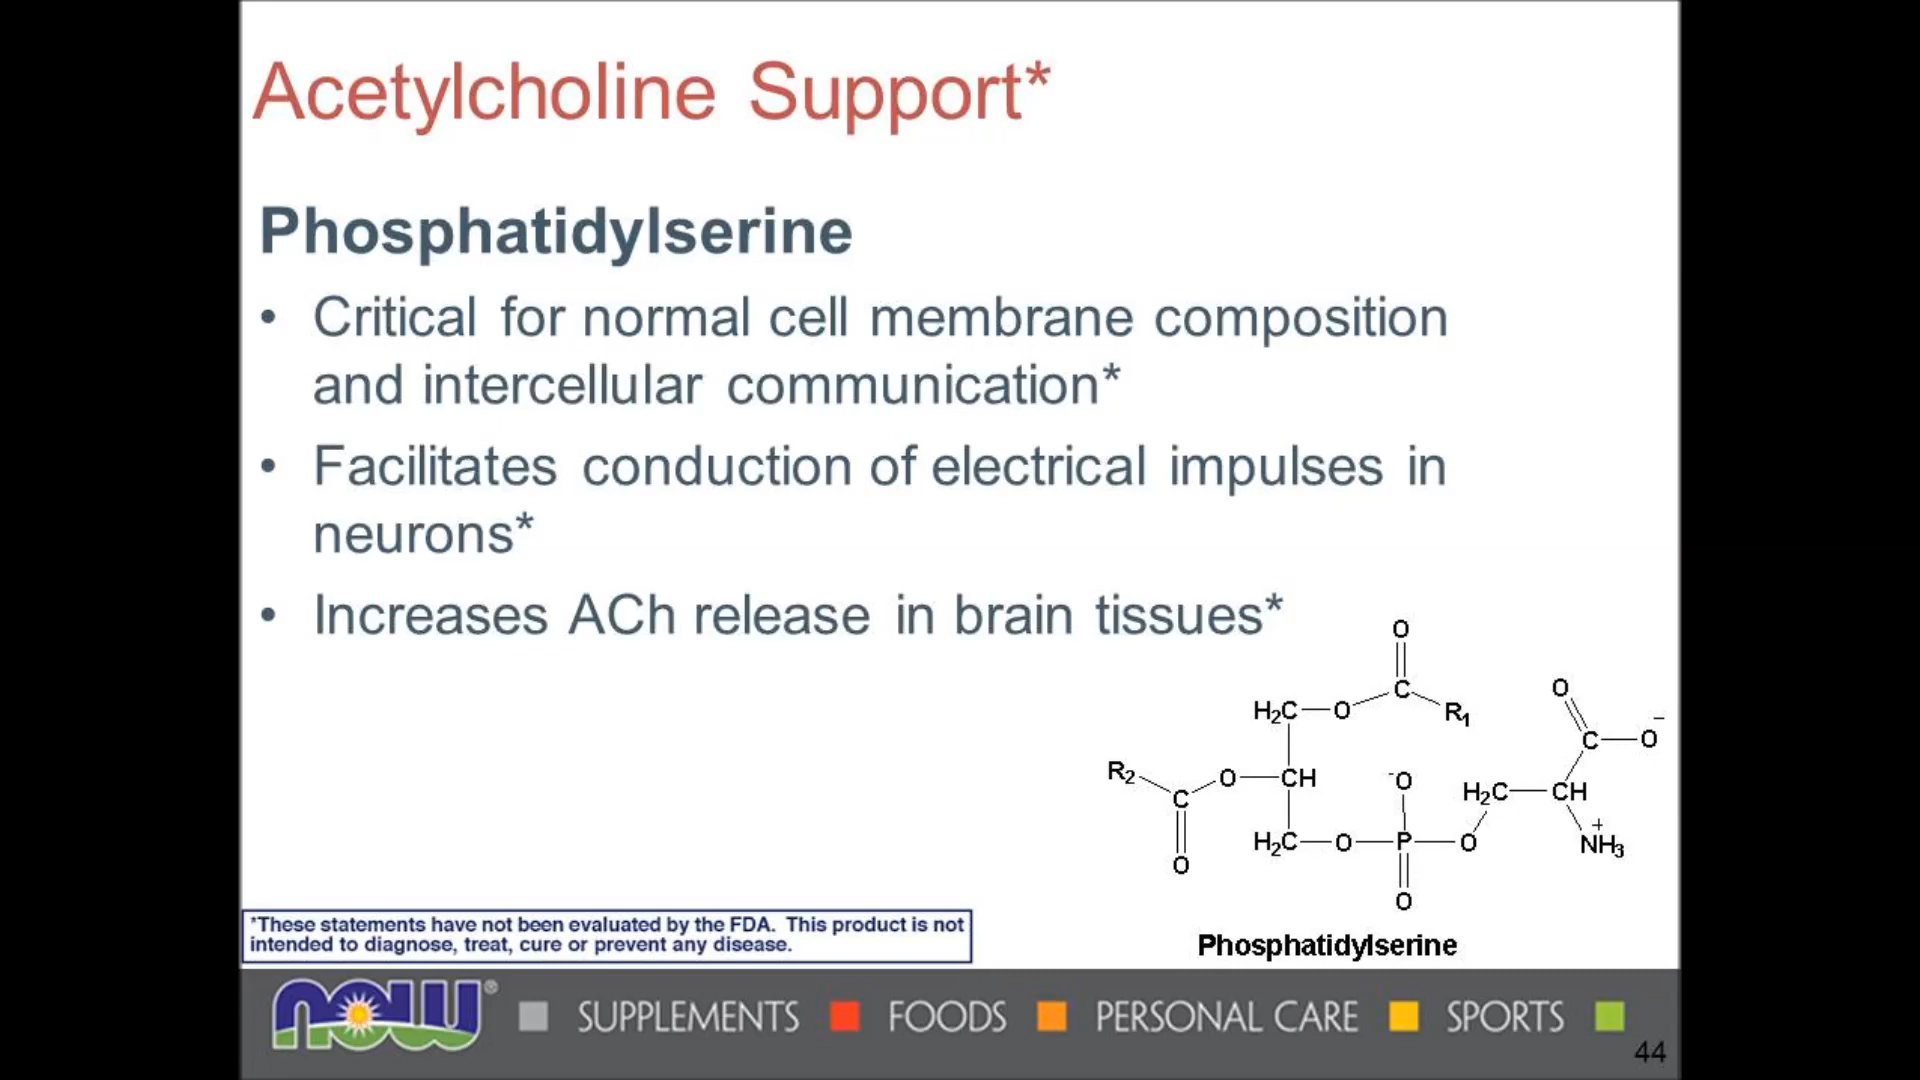 Acetylcholine Support*
Phosphatidylserine
• Critical for normal cell membrane composition
and intercellular communication*
• Facilitates conduction of electrical impulses in
neurons*
• Increases ACh release in brain tissues*
O
C
H₂C—O
R₁
O
C—O⁻
R₂
C
O—CH
⁻O
H₂C—CH
O
H₂C—O—P—O
NH₃⁺
O
Phosphatidylserine
*These statements have not been evaluated by the FDA. This product is not
intended to diagnose, treat, cure or prevent any disease.
now® SUPPLEMENTS FOODS PERSONAL CARE SPORTS
44